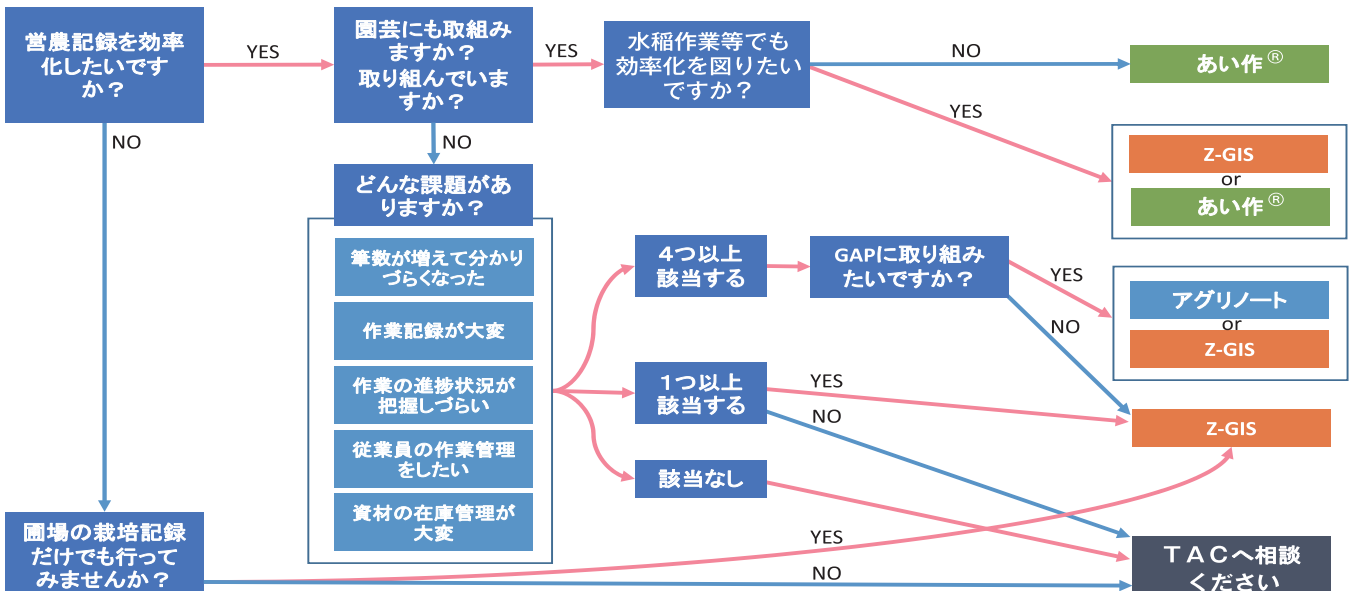 営農記録を効率
化したいです
か？
YES
園芸にも取組み
ますか？
取り組んでいま
すか？
YES
水稲作業等でも
効率化を図りたい
ですか？
NO
あい作®
YES
Z-GIS
or
あい作®
NO
NO
どんな課題があ
りますか？
筆数が増えて分かり
づらくなった
作業記録が大変
作業の進捗状況が
把握しづらい
従業員の作業管理
をしたい
資材の在庫管理が
大変
4つ以上
該当する
GAPに取り組み
たいですか？
YES
アグリノート
or
Z-GIS
NO
1つ以上
該当する
YES
NO
Z-GIS
該当なし
圃場の栽培記録
だけでも行って
みませんか？
YES
NO
ＴＡＣへ相談
ください